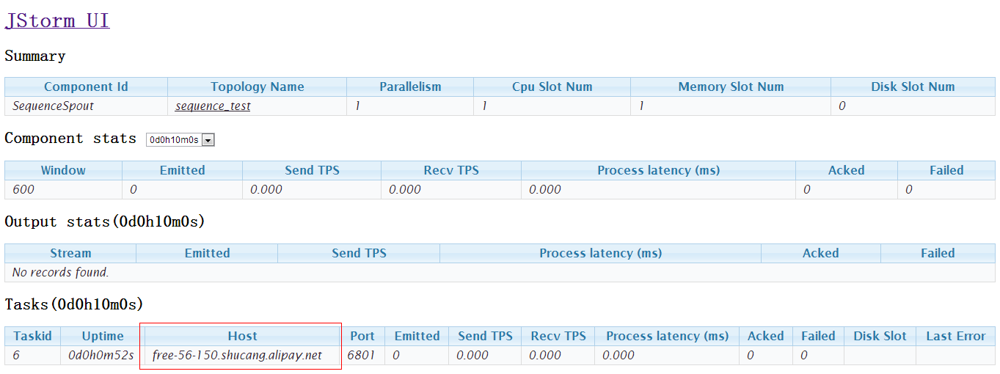 JStorm UI
Summary
Component Id Topology Name Parallelism Cpu Slot Num Memory Slot Num Disk Slot Num
SequenceSpout sequence_test 1 1 1 0
Component stats 0d0h10m0s
Window Emitted Send TPS Recv TPS Process latency (ms) Acked Failed
600 0 0.000 0.000 0.000 0 0
Output stats(0d0h10m0s)
Stream Emitted Send TPS Process latency (ms) Acked Failed
No records found.
Tasks(0d0h10m0s)
Taskid Uptime Host Port Emitted Send TPS Recv TPS Process latency (ms) Acked Failed Disk Slot Last Error
6 0d0h0m52s free-56-150.shucang.alipay.net 6801 0 0.000 0.000 0.000 0 0